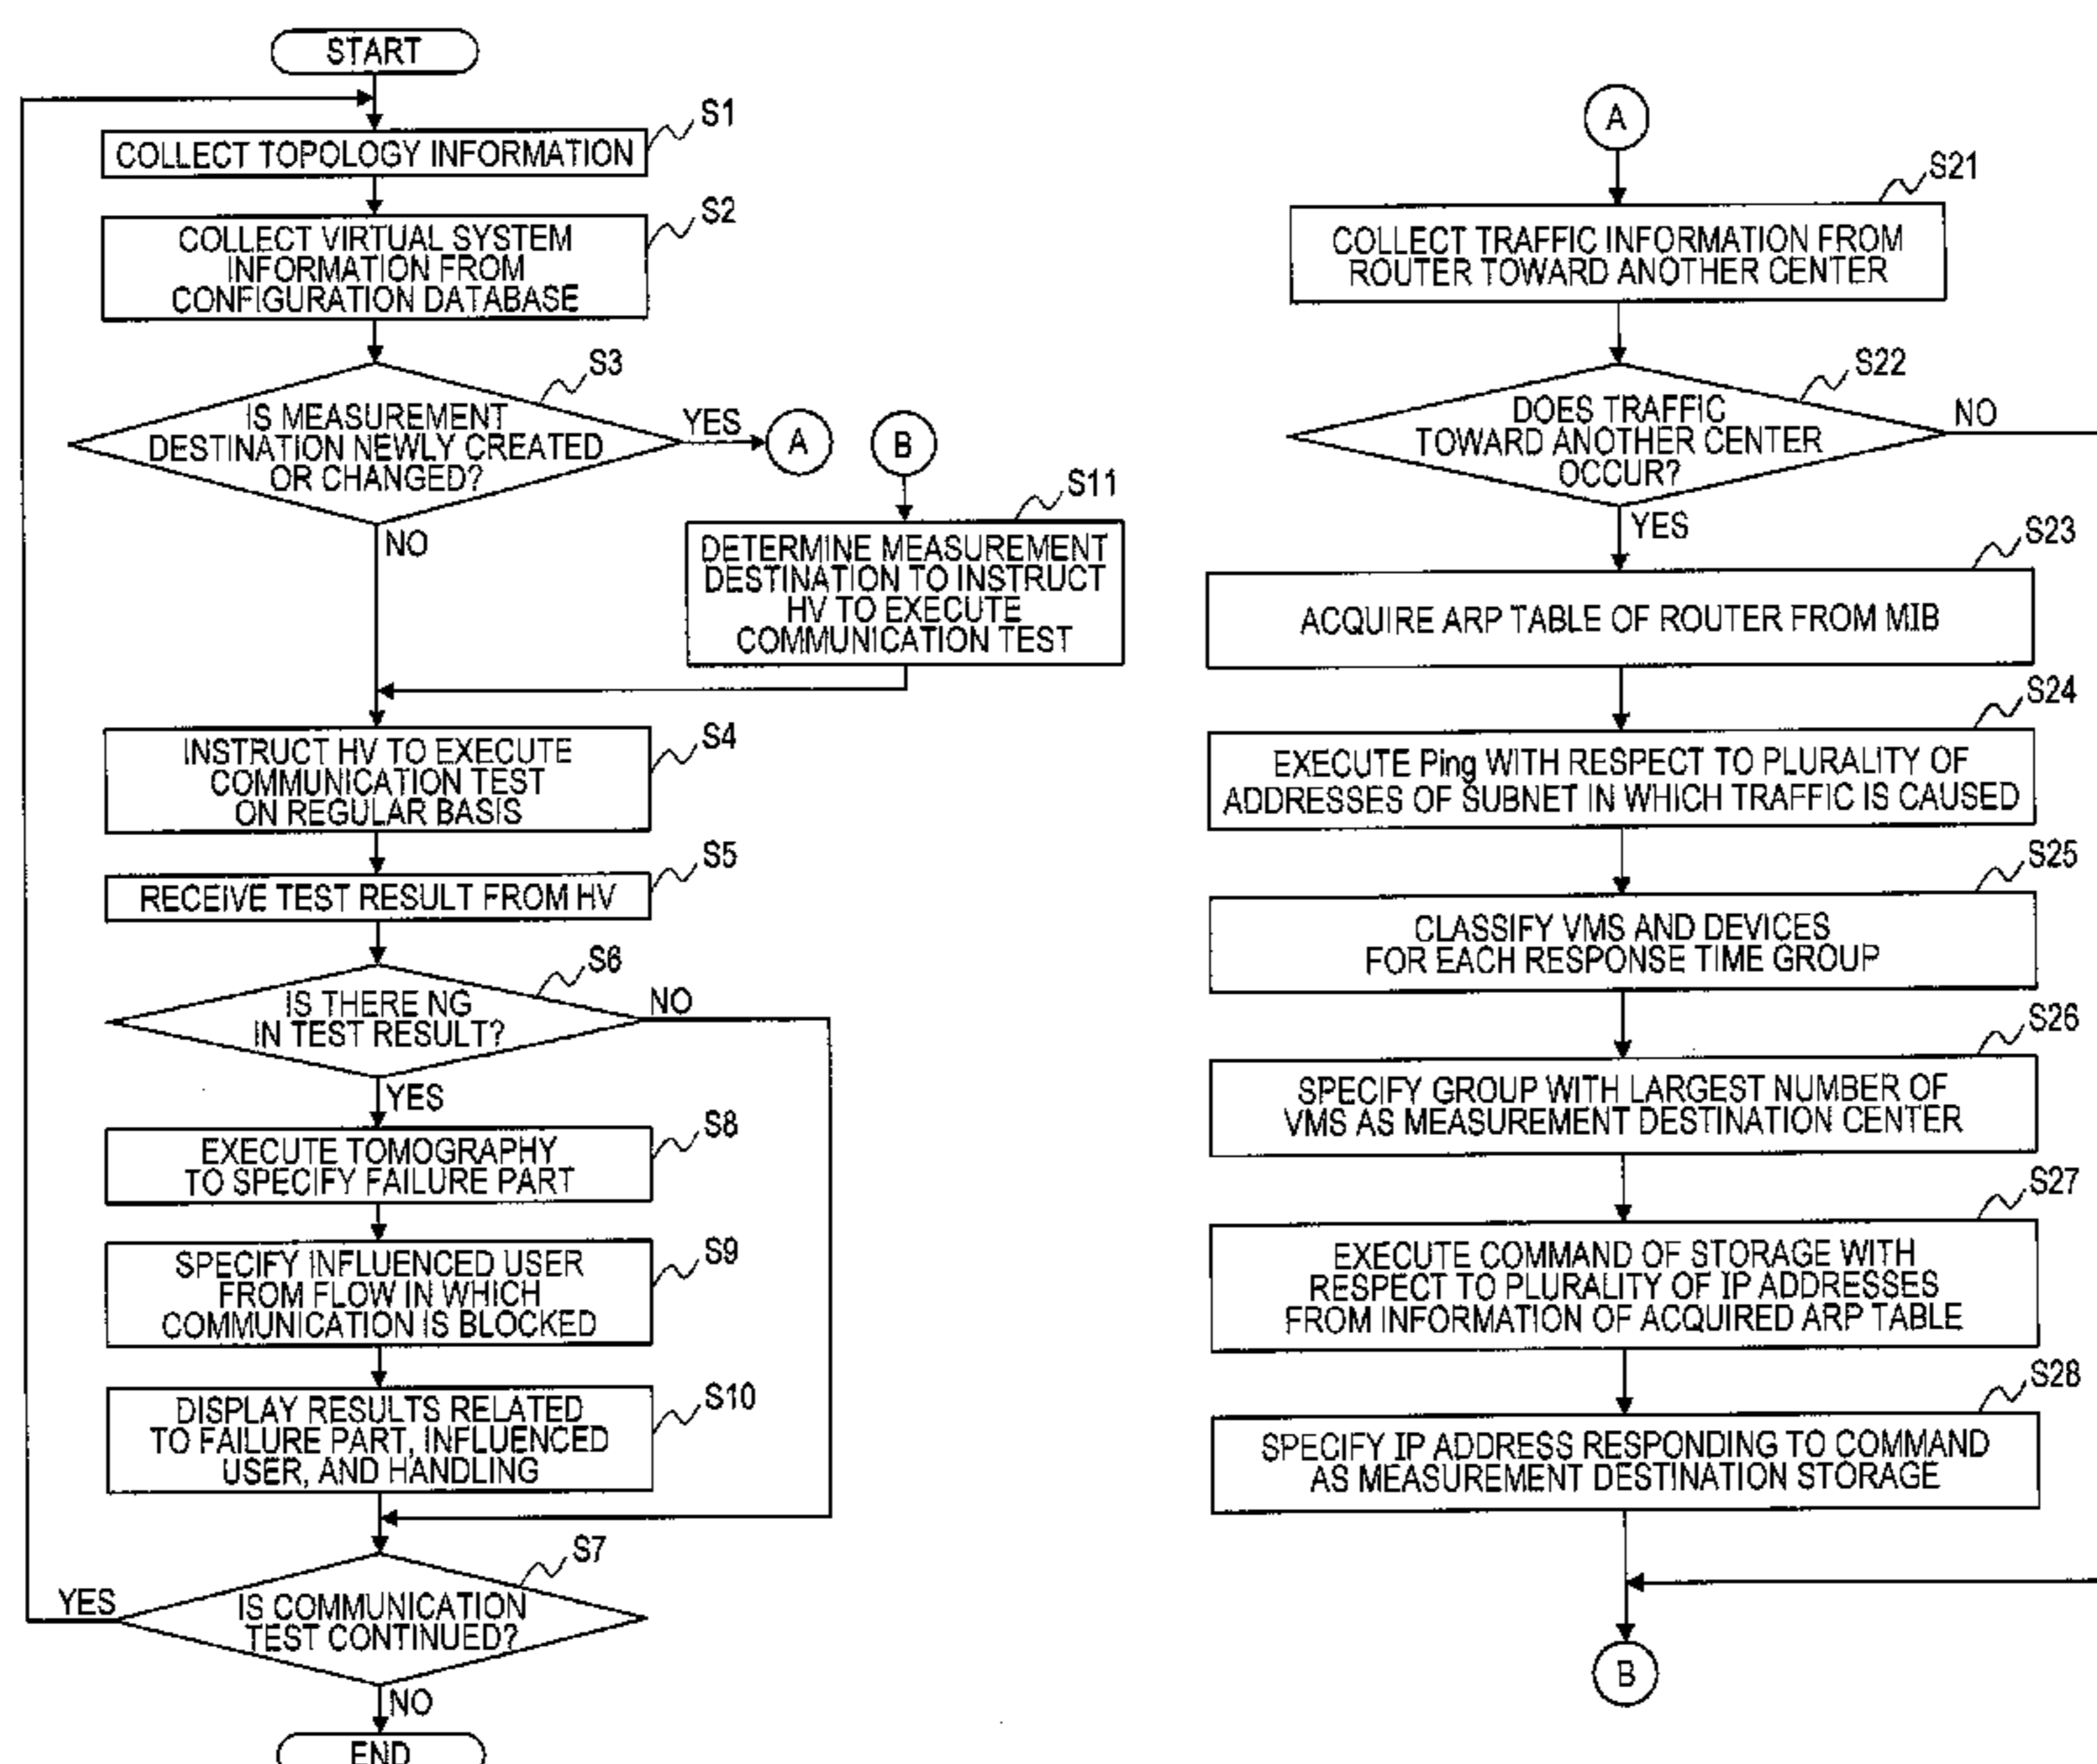 START
S1
COLLECT TOPOLOGY INFORMATION
S2
COLLECT VIRTUAL SYSTEM
INFORMATION FROM
CONFIGURATION DATABASE
S3
IS MEASUREMENT
DESTINATION NEWLY CREATED
OR CHANGED?
YES
A
B
NO
S11
DETERMINE MEASUREMENT
DESTINATION TO INSTRUCT
HV TO EXECUTE
COMMUNICATION TEST
S4
INSTRUCT HV TO EXECUTE
COMMUNICATION TEST
ON REGULAR BASIS
S5
RECEIVE TEST RESULT FROM HV
S6
IS THERE NG
IN TEST RESULT?
NO
YES
S8
EXECUTE TOMOGRAPHY
TO SPECIFY FAILURE PART
S9
SPECIFY INFLUENCED USER
FROM FLOW IN WHICH
COMMUNICATION IS BLOCKED
S10
DISPLAY RESULTS RELATED
TO FAILURE PART, INFLUENCED
USER, AND HANDLING
S7
IS COMMUNICATION
TEST CONTINUED?
YES
NO
END
A
S21
COLLECT TRAFFIC INFORMATION FROM
ROUTER TOWARD ANOTHER CENTER
S22
DOES TRAFFIC
TOWARD ANOTHER CENTER
OCCUR?
NO
YES
S23
ACQUIRE ARP TABLE OF ROUTER FROM MIB
S24
EXECUTE Ping WITH RESPECT TO PLURALITY OF
ADDRESSES OF SUBNET IN WHICH TRAFFIC IS CAUSED
S25
CLASSIFY VMS AND DEVICES
FOR EACH RESPONSE TIME GROUP
S26
SPECIFY GROUP WITH LARGEST NUMBER OF
VMS AS MEASUREMENT DESTINATION CENTER
S27
EXECUTE COMMAND OF STORAGE WITH
RESPECT TO PLURALITY OF IP ADDRESSES
FROM INFORMATION OF ACQUIRED ARP TABLE
S28
SPECIFY IP ADDRESS RESPONDING TO COMMAND
AS MEASUREMENT DESTINATION STORAGE
B